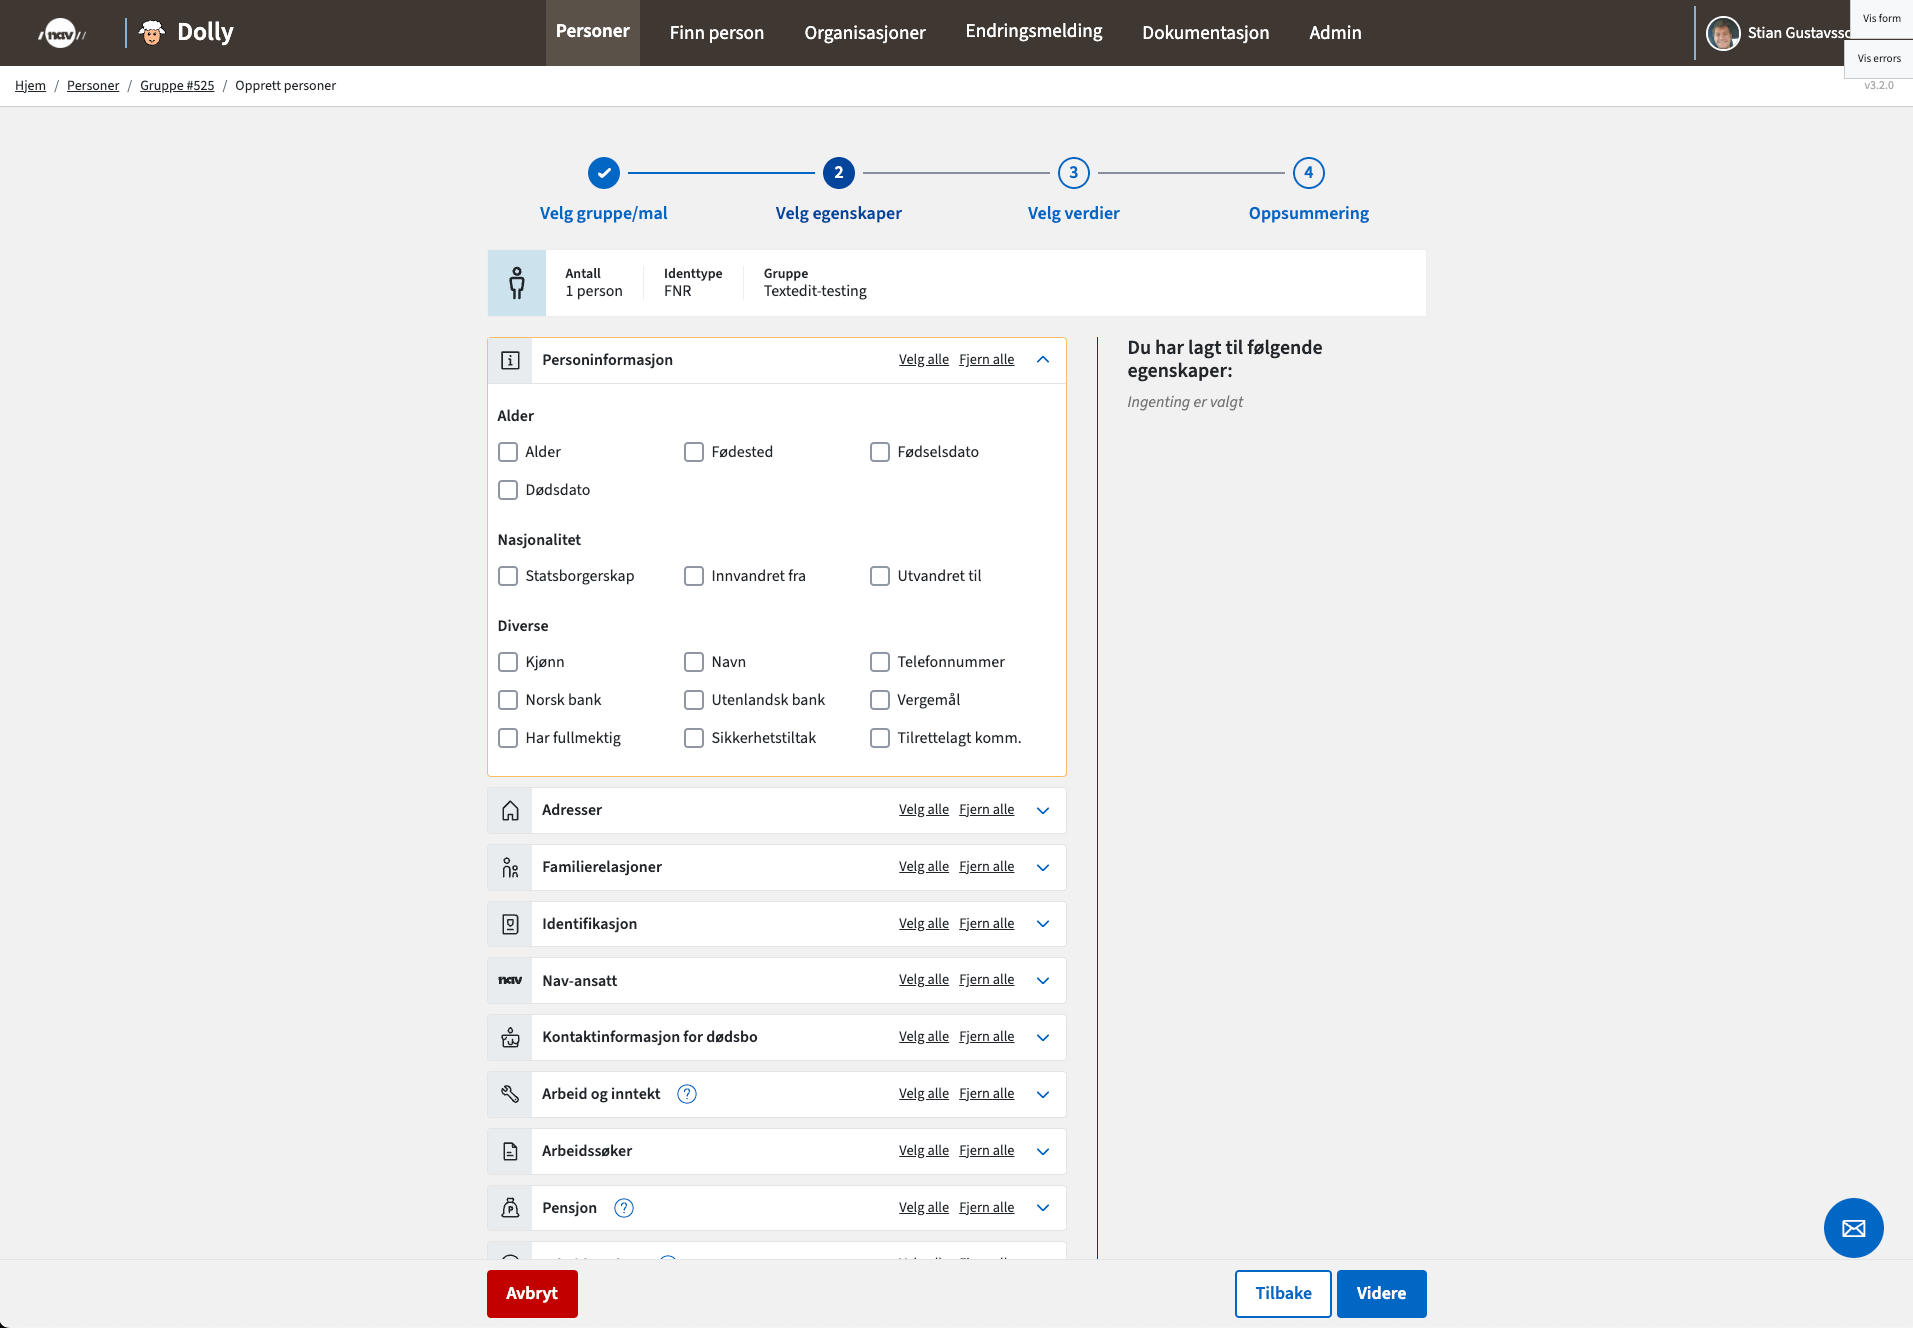 nav
Dolly
Personer
Finn person
Organisasjoner
Endringsmelding
Dokumentasjon
Admin
Stian Gustavsso
Vis form
Vis errors
Hjem / Personer / Gruppe #525 / Opprett personer
v3.2.0
2
3
4
Velg gruppe/mal
Velg egenskaper
Velg verdier
Oppsummering
Antall
1 person
Identtype
FNR
Gruppe
Textedit-testing
Personinformasjon Velg alle Fjern alle
Alder
Alder Fødested Fødselsdato
Dødsdato
Nasjonalitet
Statsborgerskap Innvandret fra Utvandret til
Diverse
Kjønn Navn Telefonnummer
Norsk bank Utenlandsk bank Vergemål
Har fullmektig Sikkerhetstiltak Tilrettelagt komm.
Du har lagt til følgende
egenskaper:
Ingenting er valgt
Adresser Velg alle Fjern alle
Familierelasjoner Velg alle Fjern alle
Identifikasjon Velg alle Fjern alle
nav Nav-ansatt Velg alle Fjern alle
Kontaktinformasjon for dødsbo Velg alle Fjern alle
Arbeid og inntekt ? Velg alle Fjern alle
Arbeidssøker Velg alle Fjern alle
P Pensjon ? Velg alle Fjern alle
Avbryt
Tilbake
Videre